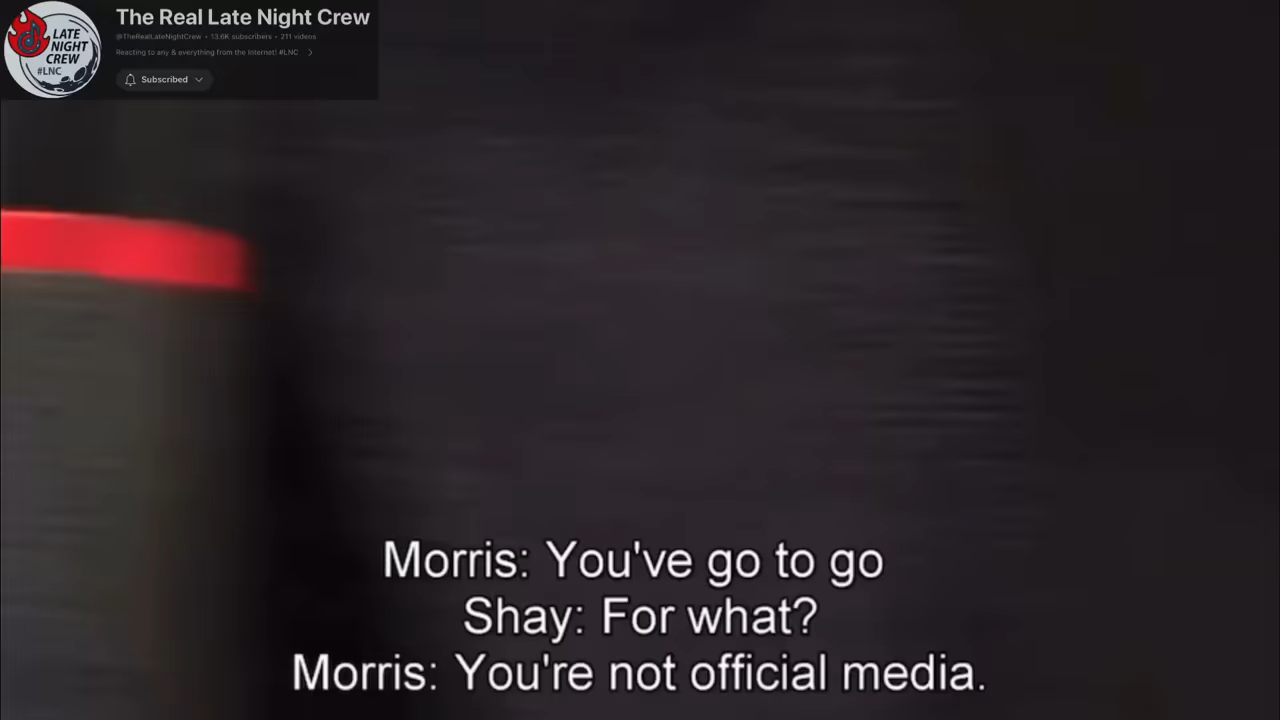 The Real Late Night Crew
@TheRealLateNightCrew • 13.6K subscribers • 211 videos
Reacting to any & everything from the Internet! #LNC
Subscribed
LATE
NIGHT
CREW
#LNC
Morris: You've go to go
Shay: For what?
Morris: You're not official media.